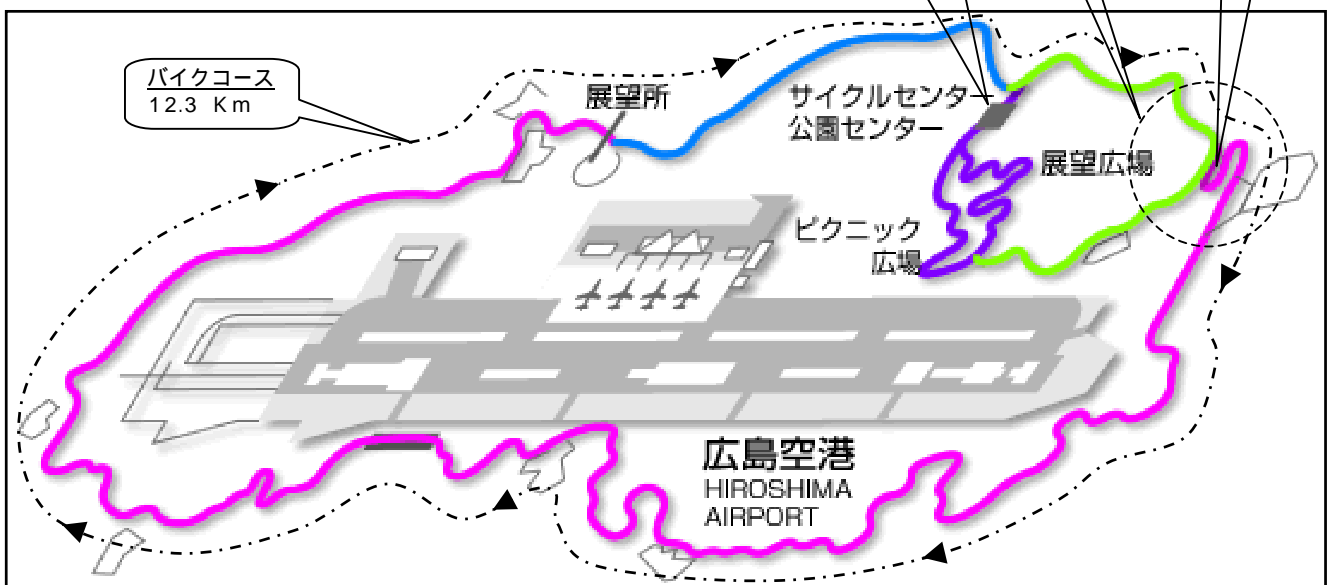 バイクコース
12.3 Km
展望所
サイクルセンター
公園センター
展望広場
ピクニック
広場
広島空港
HIROSHIMA
AIRPORT